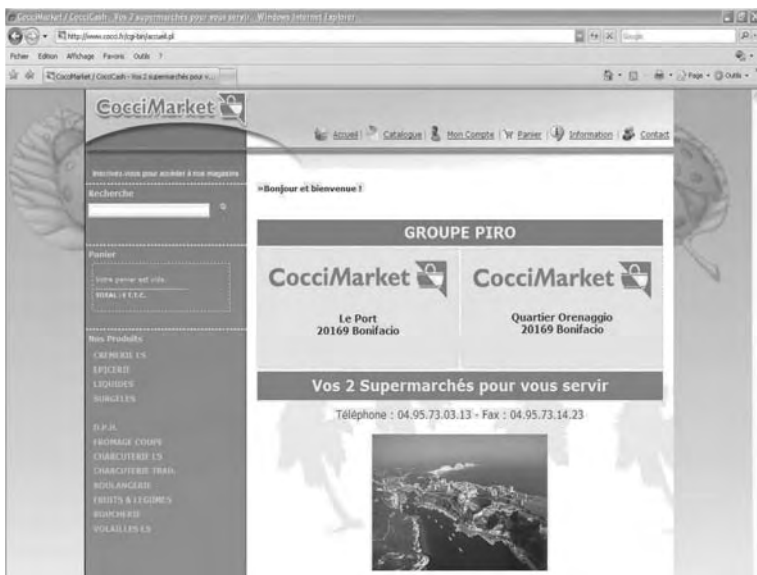 CocciMarket / CocciCash - Vos 2 supermarchés pour vous servir - Windows Internet Explorer
http://www.cocci.fr/cgi-bin/accueil.pl
Google
Fichier Edition Affichage Favoris Outils ?
CocciMarket / CocciCash - Vos 2 supermarchés pour v...
Page Outils
CocciMarket
Accueil | Catalogue | Mon Compte | Panier | Information | Contact
Inscrivez-vous pour accéder à nos magasins
Recherche
»Bonjour et bienvenue !
GROUPE PIRO
Panier
Votre panier est vide.
TOTAL : € T.T.C.
CocciMarket
Le Port
20169 Bonifacio
CocciMarket
Quartier Orenaggio
20169 Bonifacio
Nos Produits
CREMERIE LS
EPICERIE
LIQUIDES
SURGELES
D.P.H.
FROMAGE COUPE
CHARCUTERIE LS
CHARCUTERIE TRAD.
BOULANGERIE
FRUITS & LEGUMES
BOUCHERIE
VOLAILLES LS
Vos 2 Supermarchés pour vous servir
Téléphone : 04.95.73.03.13 - Fax : 04.95.73.14.23